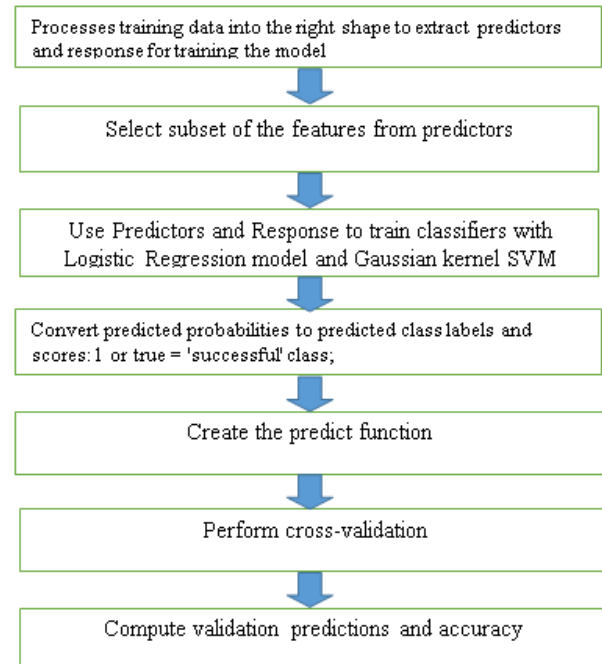 Processes training data into the right shape to extract predictors
and response for training the model
Select subset of the features from predictors
Use Predictors and Response to train classifiers with
Logistic Regression model and Gaussian kernel SVM
Convert predicted probabilities to predicted class labels and
scores: 1 or true = 'successful' class;
Create the predict function
Perform cross-validation
Compute validation predictions and accuracy